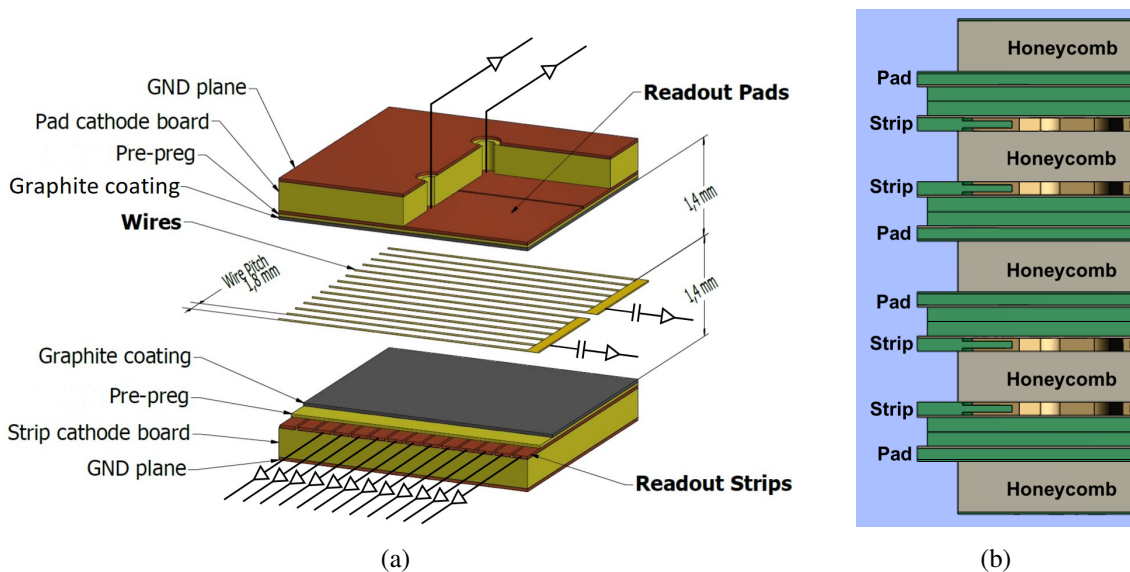 GND plane
Pad cathode board
Pre-preg
Graphite coating
Wires
Readout Pads
1,4 mm
Wire Pitch
1,8 mm
1,4 mm
Graphite coating
Pre-preg
Strip cathode board
GND plane
Readout Strips
(a)
Honeycomb
Pad
Strip
Honeycomb
Strip
Pad
Honeycomb
Pad
Strip
Honeycomb
Strip
Pad
Honeycomb
(b)